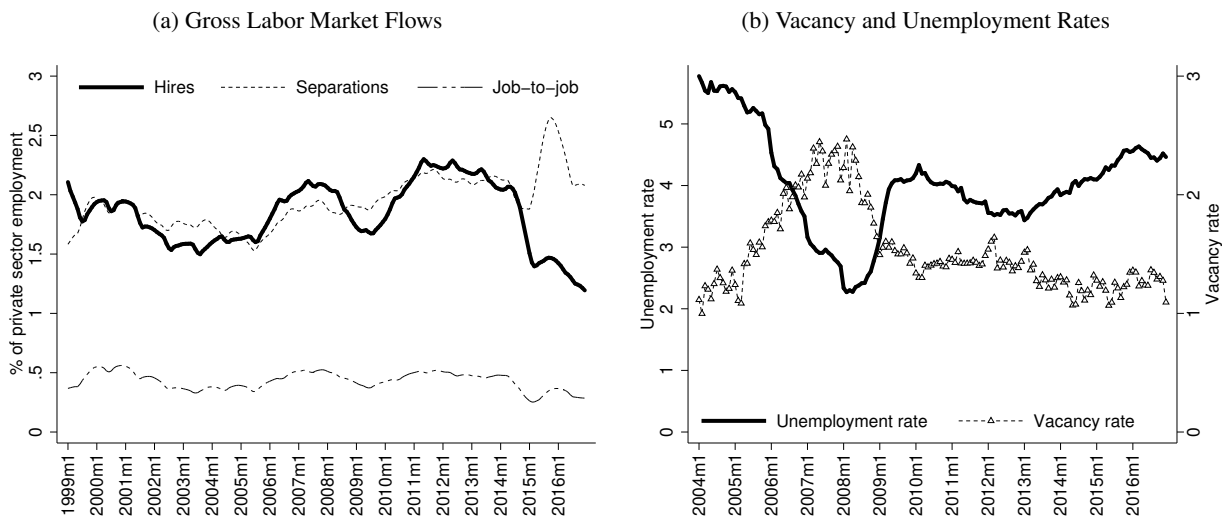 (a) Gross Labor Market Flows
Hires
Separations
Job-to-job
% of private sector employment
3
2.5
2
1.5
1
.5
0
1999m1
2000m1
2001m1
2002m1
2003m1
2004m1
2005m1
2006m1
2007m1
2008m1
2009m1
2010m1
2011m1
2012m1
2013m1
2014m1
2015m1
2016m1
(b) Vacancy and Unemployment Rates
Unemployment rate
5
4
3
2
1
0
Vacancy rate
3
2
1
0
Unemployment rate
Vacancy rate
2004m1
2005m1
2006m1
2007m1
2008m1
2009m1
2010m1
2011m1
2012m1
2013m1
2014m1
2015m1
2016m1